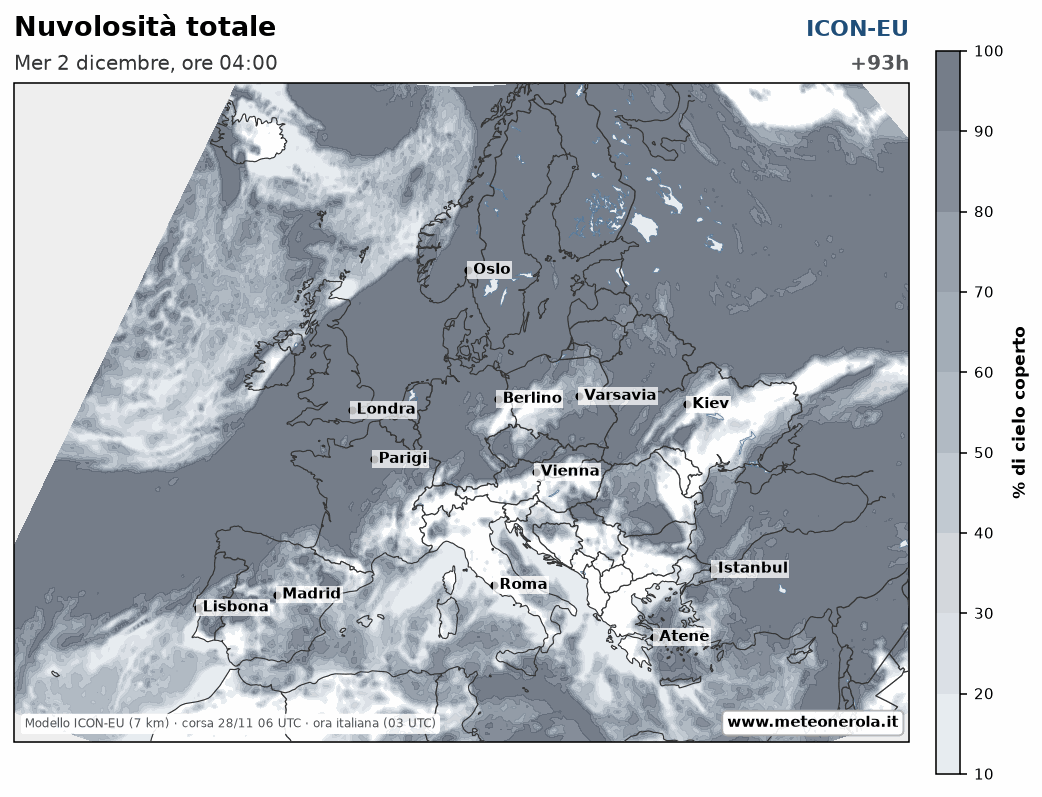 Nuvolosità totale
ICON-EU
Mer 2 dicembre, ore 04:00
+93h
100
90
80
70
60
50
40
30
20
10
% di cielo coperto
Oslo
Londra
Berlino
Varsavia
Kiev
Parigi
Vienna
Istanbul
Roma
Madrid
Lisbona
Atene
Modello ICON-EU (7 km) · corsa 28/11 06 UTC · ora italiana (03 UTC)
www.meteonerola.it